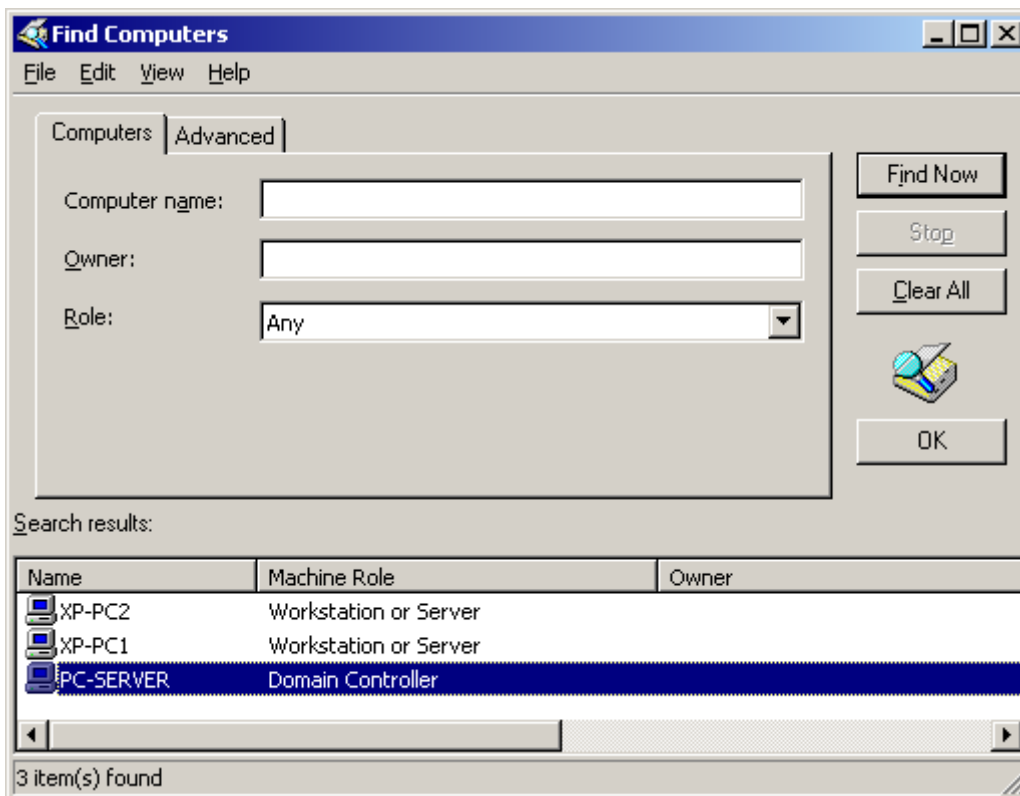 Find Computers
File Edit View Help
Computers Advanced
Computer name:
Find Now
Owner:
Stop
Role: Any
Clear All
OK
Search results:
Name Machine Role Owner
XP-PC2 Workstation or Server
XP-PC1 Workstation or Server
PC-SERVER Domain Controller
3 item(s) found